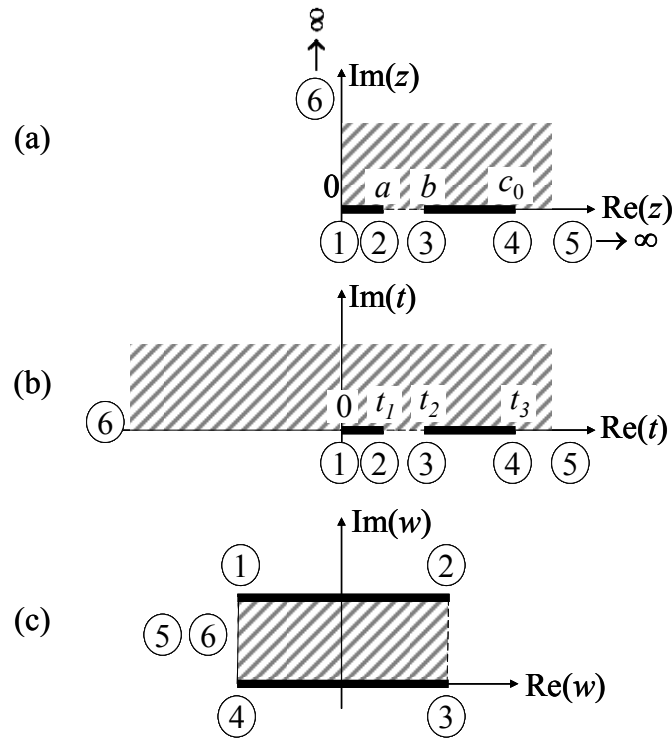 ∞
↑
⑥ Im(z)
(a)
0 a b c₀
Re(z)
① ② ③ ④ ⑤ → ∞
Im(t)
(b)
0 t₁ t₂ t₃
⑥ Re(t)
① ② ③ ④ ⑤
Im(w)
① ②
(c) ⑤ ⑥
Re(w)
④ ③